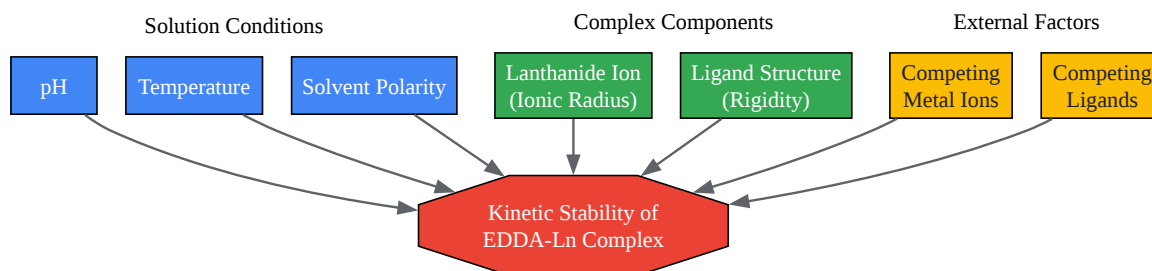 Solution Conditions
Complex Components
External Factors
pH
Temperature
Solvent Polarity
Lanthanide Ion
(Ionic Radius)
Ligand Structure
(Rigidity)
Competing
Metal Ions
Competing
Ligands
Kinetic Stability of
EDDA-Ln Complex